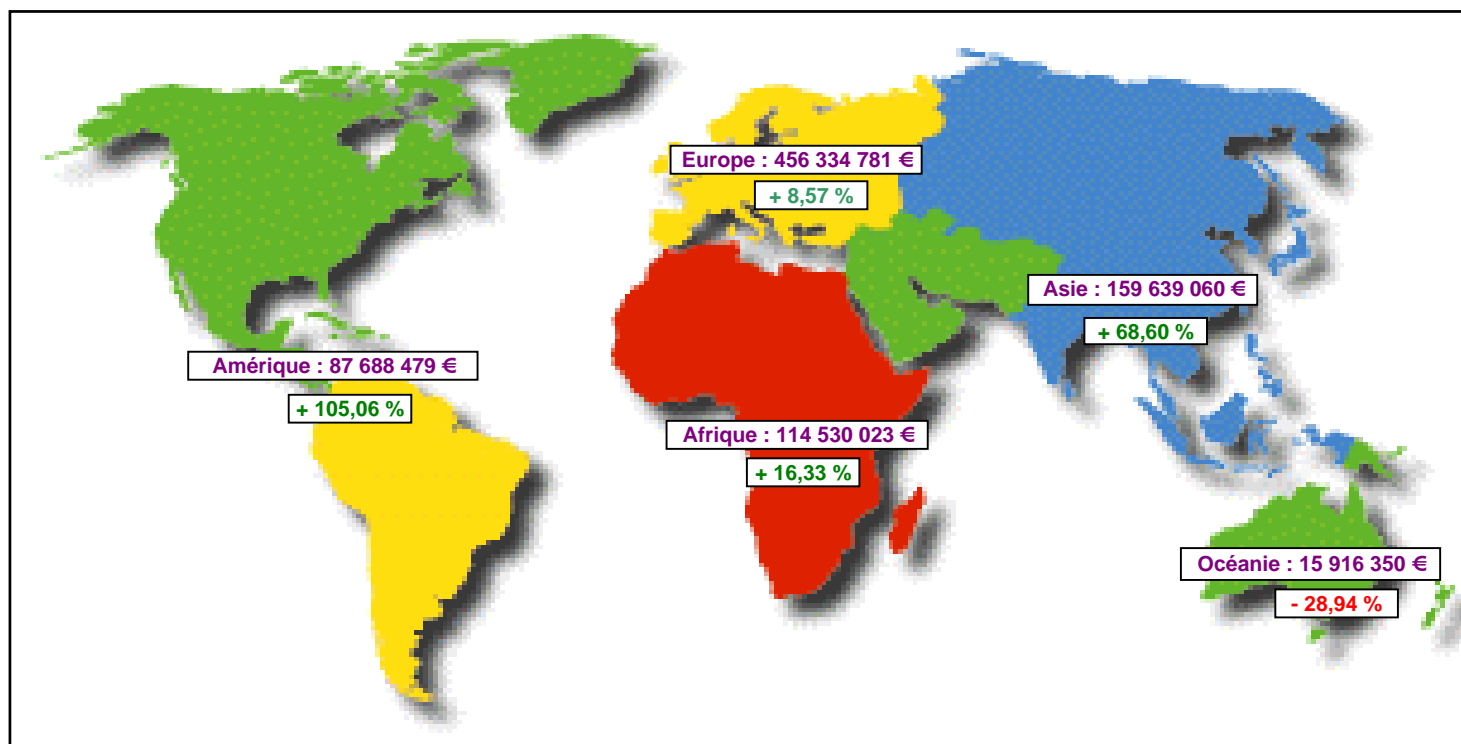 Europe : 456 334 781 €
+ 8,57 %
Asie : 159 639 060 €
+ 68,60 %
Amérique : 87 688 479 €
+ 105,06 %
Afrique : 114 530 023 €
+ 16,33 %
Océanie : 15 916 350 €
- 28,94 %